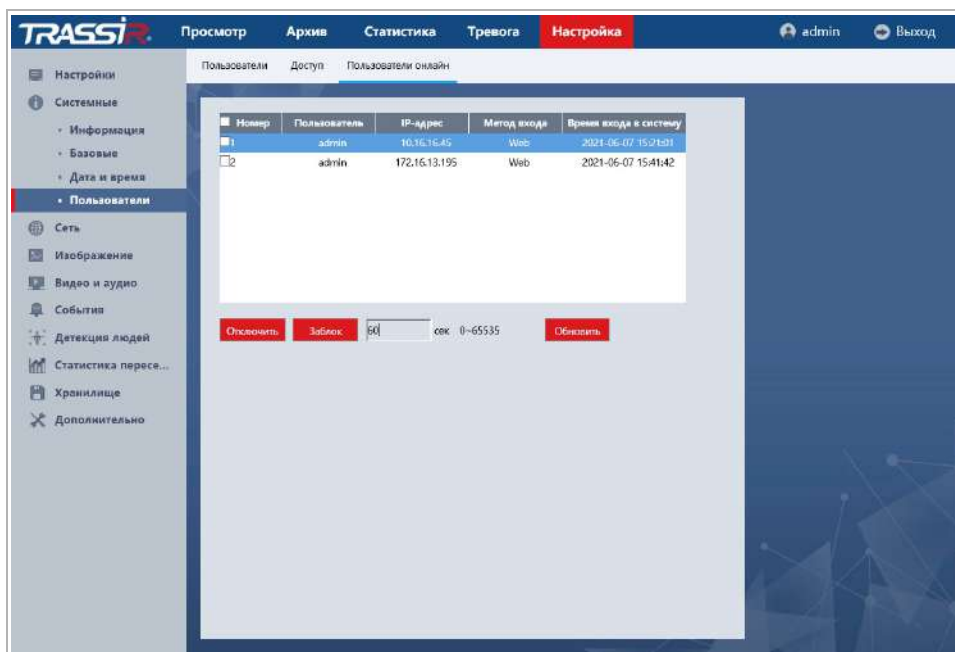 TRASSIR Просмотр Архив Статистика Тревога Настройка admin Выход
Пользователи Доступ Пользователи онлайн
Настройки
Системные
Информация
Базовые
Дата и время
Пользователи
Сеть
Изображение
Видео и аудио
События
Детекция людей
Статистика пересе...
Хранилище
Дополнительно
Номер Пользователь IP-адрес Метод входа Время входа в систему
1 admin 10.16.16.45 Web 2021-06-07 15:21:01
2 admin 172.16.13.195 Web 2021-06-07 15:41:42
Отключить Заблок 60 сек 0~65535 Обновить